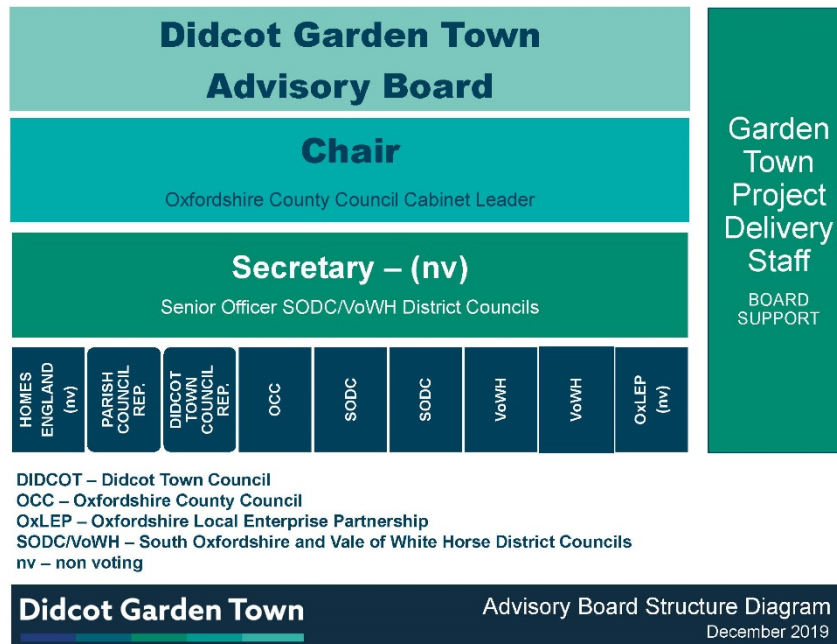 Didcot Garden Town
Advisory Board
Chair
Oxfordshire County Council Cabinet Leader
Secretary – (nv)
Senior Officer SODC/VoWH District Councils
HOMES
ENGLAND
(nv)
PARISH
COUNCIL
REP.
DIDCOT
TOWN
COUNCIL
REP.
OCC
SODC
SODC
VoWH
VoWH
OxLEP
(nv)
Garden
Town
Project
Delivery
Staff
BOARD
SUPPORT
DIDCOT – Didcot Town Council
OCC – Oxfordshire County Council
OxLEP – Oxfordshire Local Enterprise Partnership
SODC/VoWH – South Oxfordshire and Vale of White Horse District Councils
nv – non voting
Didcot Garden Town
Advisory Board Structure Diagram
December 2019